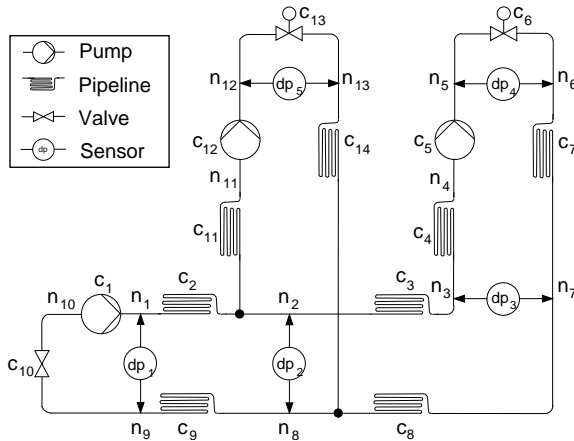 Pump
Pipeline
Valve
dp Sensor
c13
n12 dp5 n13
c12
c14
n11
c11
c6
n5 dp4 n6
c5
c7
n4
c4
c1 c2 c3
n10 n1 n2 n3 dp3 n7
c10 dp1 dp2
n9 c9 n8 c8